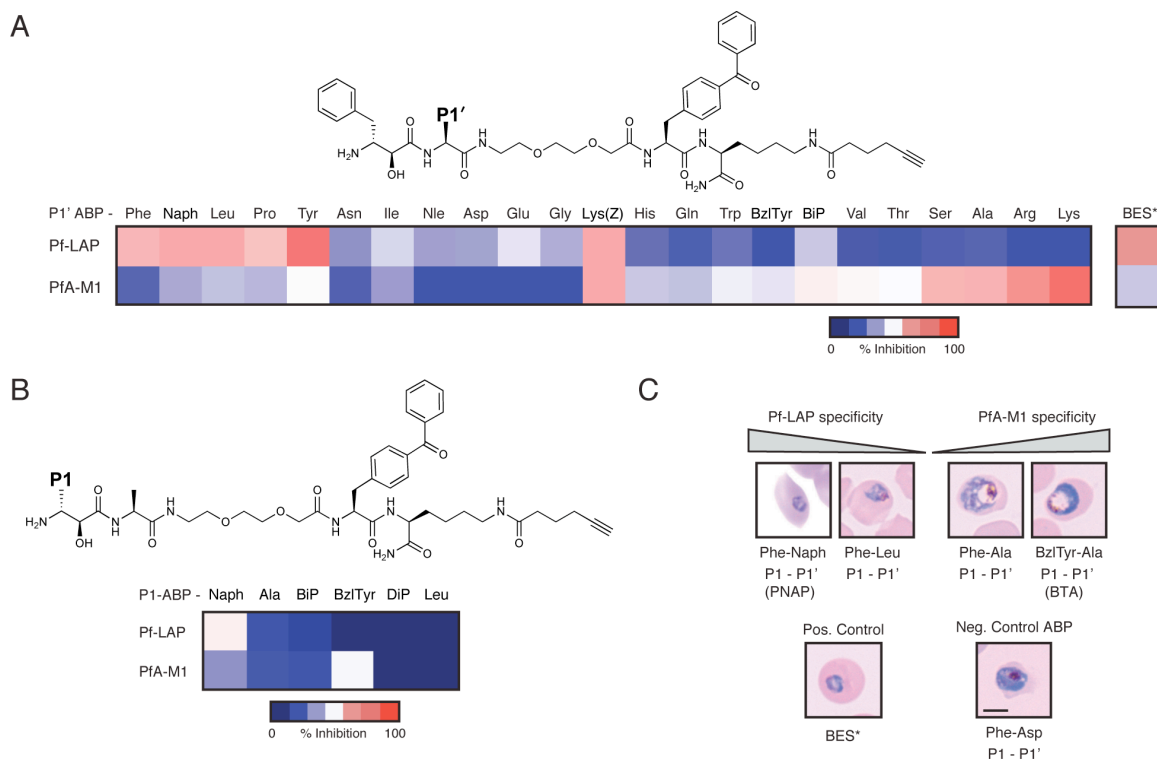 A
P1′
H₂N
OH
O
N
H
O
H
N
O
O
O
N
H
O
O
H
N
H₂N
O
H
N
O
P1' ABP - Phe Naph Leu Pro Tyr Asn Ile Nle Asp Glu Gly Lys(Z) His Gln Trp BzlTyr BiP Val Thr Ser Ala Arg Lys BES*
Pf-LAP
PfA-M1
0 % Inhibition 100
B
P1
H₂N
OH
O
N
H
O
H
N
O
O
O
N
H
O
O
H
N
H₂N
O
H
N
O
P1-ABP - Naph Ala BiP BzlTyr DiP Leu
Pf-LAP
PfA-M1
0 % Inhibition 100
C
Pf-LAP specificity PfA-M1 specificity
Phe-Naph Phe-Leu Phe-Ala BzlTyr-Ala
P1 - P1' P1 - P1' P1 - P1' P1 - P1'
(PNAP) (BTA)
Pos. Control Neg. Control ABP
BES* Phe-Asp
P1 - P1'